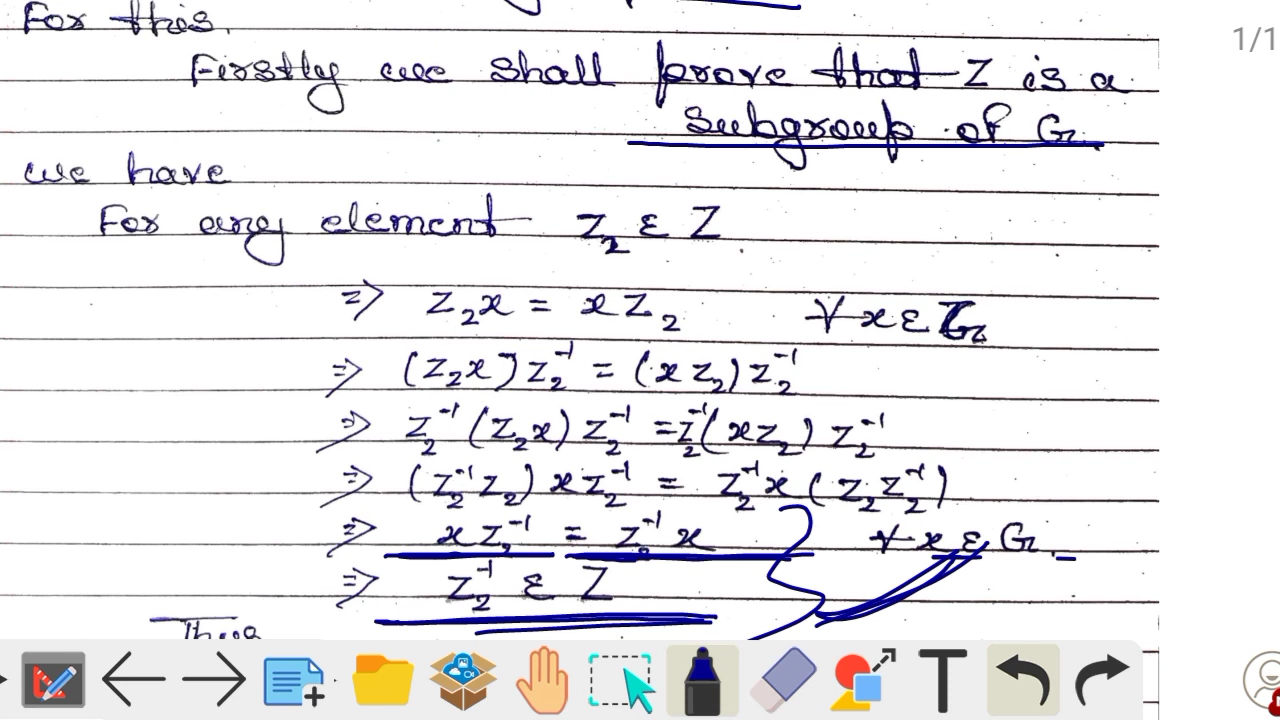 1/1
For this,
Firstly we shall prove that Z is a
subgroup of G.
we have
For any element Z₂ ε Z
=> Z₂x = xZ₂ ∀ x ε G
=> (Z₂x)Z₂⁻¹ = (xZ₂)Z₂⁻¹
=> Z₂⁻¹(Z₂x)Z₂⁻¹ = Z₂⁻¹(xZ₂)Z₂⁻¹
=> (Z₂⁻¹Z₂)xZ₂⁻¹ = Z₂⁻¹x(Z₂Z₂⁻¹)
=> xZ₂⁻¹ = Z₂⁻¹x ∀ x ε G
=> Z₂⁻¹ ε Z
T